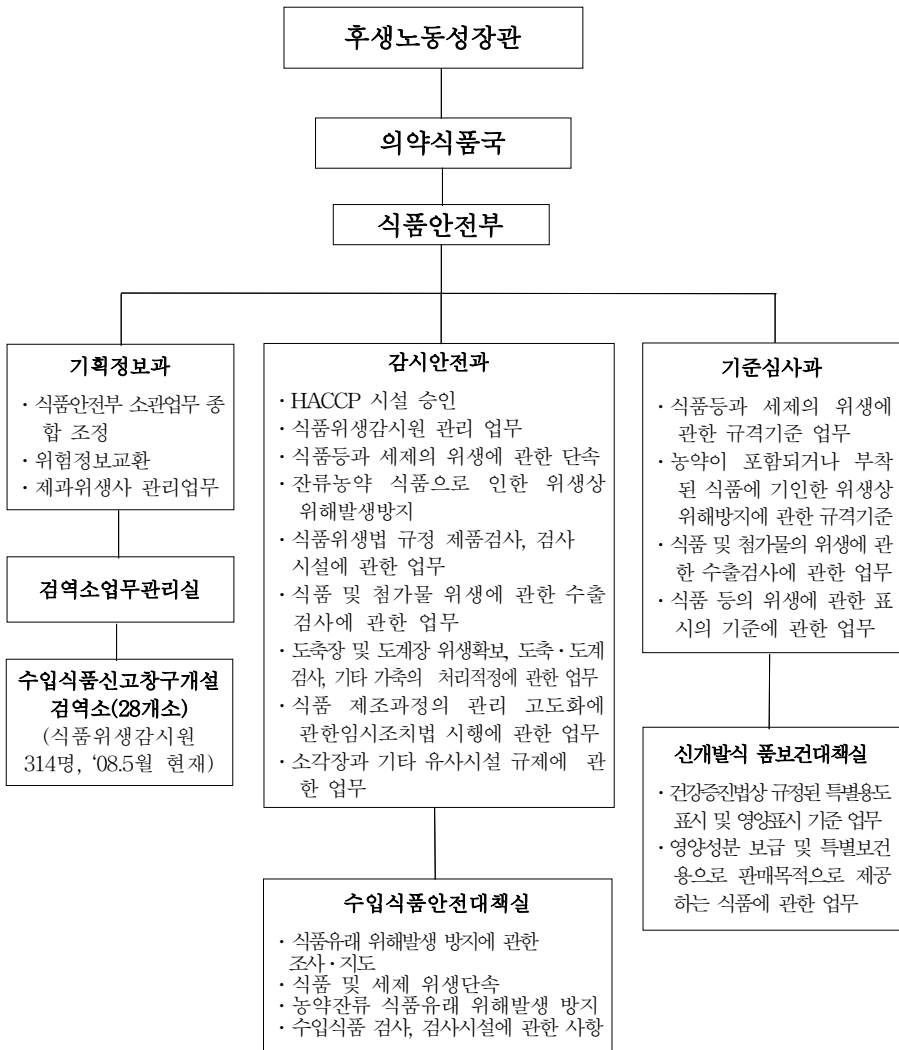 후생노동성장관
의약식품국
식품안전부
기획정보과
· 식품안전부 소관업무 종
합 조정
· 위험정보교환
· 제과위생사 관리업무
검역소업무관리실
수입식품신고창구개설
검역소(28개소)
(식품위생감시원
314명, ‘08.5월 현재)
감시안전과
· HACCP 시설 승인
· 식품위생감시원 관리 업무
· 식품등과 세제의 위생에 관한 단속
· 잔류농약 식품으로 인한 위생상
위해발생방지
· 식품위생법 규정 제품검사, 검사
시설에 관한 업무
· 식품 및 첨가물 위생에 관한 수출
검사에 관한 업무
· 도축장 및 도계장 위생확보, 도축·도계
검사, 기타 가축의 처리적정에 관한 업무
· 식품 제조과정의 관리 고도화에
관한임시조치법 시행에 관한 업무
· 소각장과 기타 유사시설 규제에 관
한 업무
수입식품안전대책실
· 식품유래 위해발생 방지에 관한
조사·지도
· 식품 및 세제 위생단속
· 농약잔류 식품유래 위해발생 방지
· 수입식품 검사, 검사시설에 관한 사항
기준심사과
· 식품등과 세제의 위생에
관한 규격기준 업무
· 농약이 포함되거나 부착
된 식품에 기인한 위생상
위해방지에 관한 규격기준
· 식품 및 첨가물의 위생에 관
한 수출검사에 관한 업무
· 식품 등의 위생에 관한 표
시의 기준에 관한 업무
신개발식 품보건대책실
· 건강증진법상 규정된 특별용도
표시 및 영양표시 기준 업무
· 영양성분 보급 및 특별보건
용으로 판매목적으로 제공
하는 식품에 관한 업무